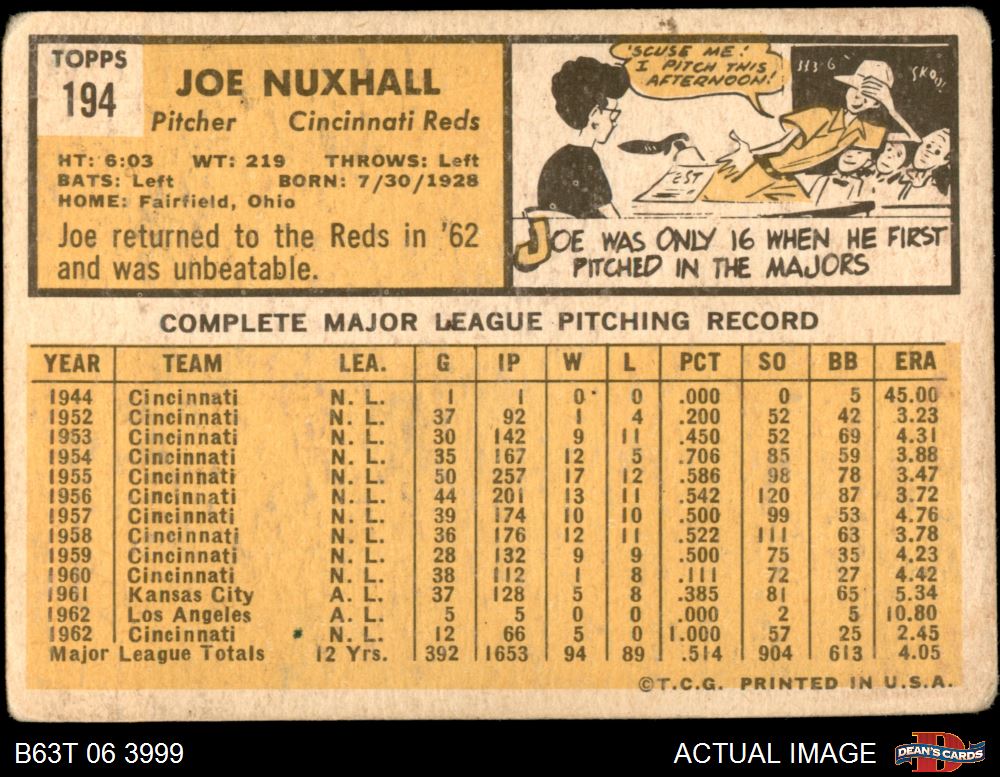 TOPPS
194
JOE NUXHALL
Pitcher Cincinnati Reds
HT: 6:03 WT: 219 THROWS: Left
BATS: Left BORN: 7/30/1928
HOME: Fairfield, Ohio
Joe returned to the Reds in '62
and was unbeatable.
'SCUSE ME!
I PITCH THIS
AFTERNOON!
TEST
JOE WAS ONLY 16 WHEN HE FIRST
PITCHED IN THE MAJORS
COMPLETE MAJOR LEAGUE PITCHING RECORD
YEAR TEAM LEA. G IP W L PCT SO BB ERA
1944 Cincinnati N. L. 1 1 0 0 .000 0 5 45.00
1952 Cincinnati N. L. 37 92 1 4 .200 52 42 3.23
1953 Cincinnati N. L. 30 142 9 11 .450 52 69 4.31
1954 Cincinnati N. L. 35 167 12 5 .706 85 59 3.88
1955 Cincinnati N. L. 50 257 17 12 .586 98 78 3.47
1956 Cincinnati N. L. 44 201 13 11 .542 120 87 3.72
1957 Cincinnati N. L. 39 174 10 10 .500 99 53 4.76
1958 Cincinnati N. L. 36 176 12 11 .522 111 63 3.78
1959 Cincinnati N. L. 28 132 9 9 .500 75 35 4.23
1960 Cincinnati N. L. 38 112 1 8 .111 72 27 4.42
1961 Kansas City A. L. 37 128 5 8 .385 81 65 5.34
1962 Los Angeles A. L. 5 5 0 0 .000 2 5 10.80
1962 Cincinnati N. L. 12 66 5 0 1.000 57 25 2.45
Major League Totals 12 Yrs. 392 1653 94 89 .514 904 613 4.05
©T.C.G. PRINTED IN U.S.A.
B63T 06 3999
ACTUAL IMAGE
DEAN'S CARDS